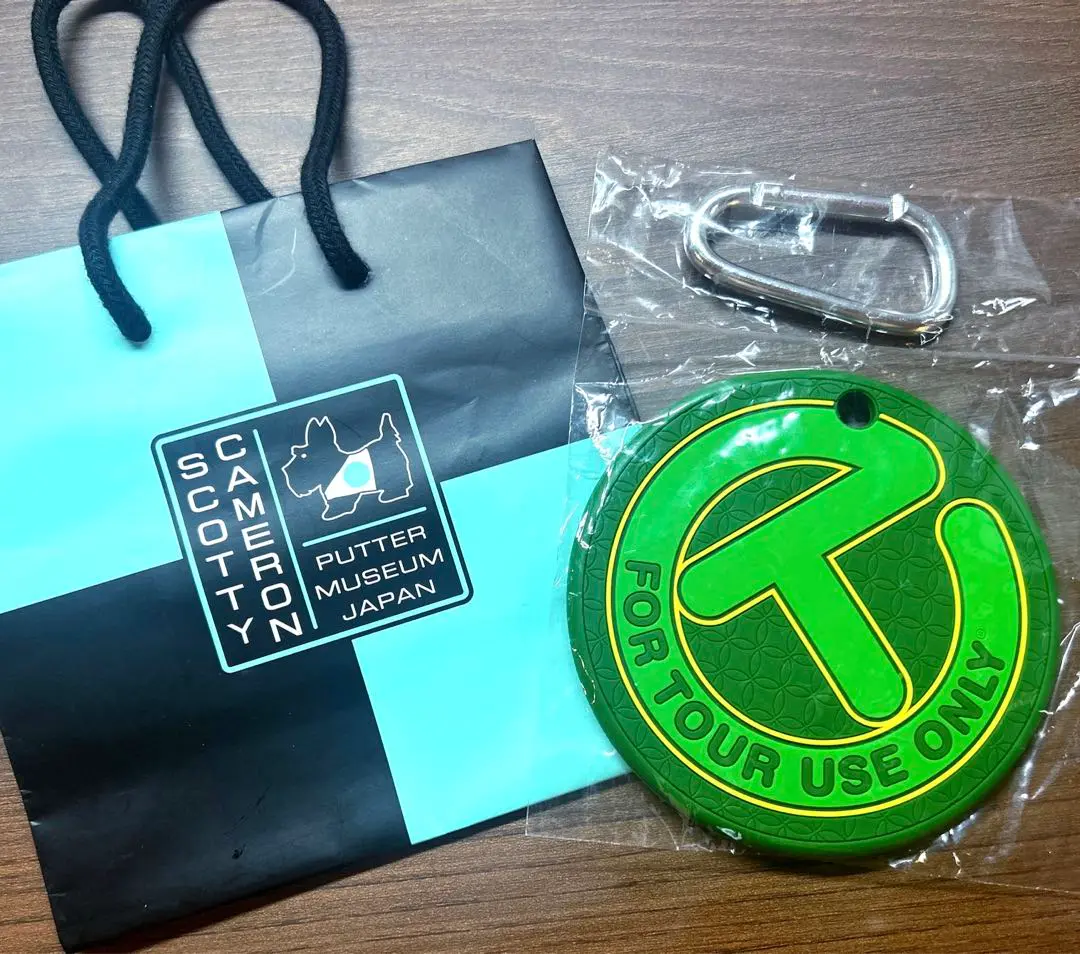 SCOTTY
CAMERON
PUTTER
MUSEUM
JAPAN
FOR TOUR USE ONLY®